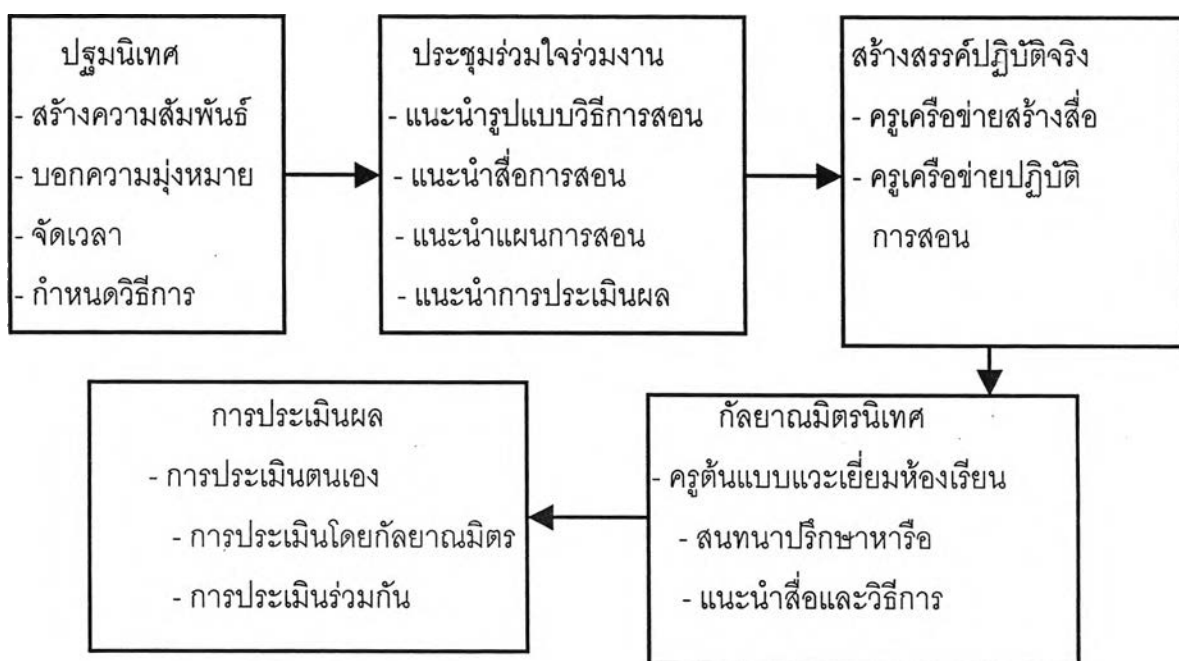 ปฐมนิเทศ
- สร้างความสัมพันธ์
- บอกความมุ่งหมาย
- จัดเวลา
- กำหนดวิธีการ
ประชุมร่วมใจร่วมงาน
- แนะนำรูปแบบวิธีการสอน
- แนะนำสื่อการสอน
- แนะนำแผนการสอน
- แนะนำการประเมินผล
สร้างสรรค์ปฏิบัติจริง
- ครูเครือข่ายสร้างสื่อ
- ครูเครือข่ายปฏิบัติ
การสอน
กัลยาณมิตรนิเทศ
- ครูต้นแบบแวะเยี่ยมห้องเรียน
- สนทนาปรึกษาหารือ
- แนะนำสื่อและวิธีการ
การประเมินผล
- การประเมินตนเอง
- การประเมินโดยกัลยาณมิตร
- การประเมินร่วมกัน